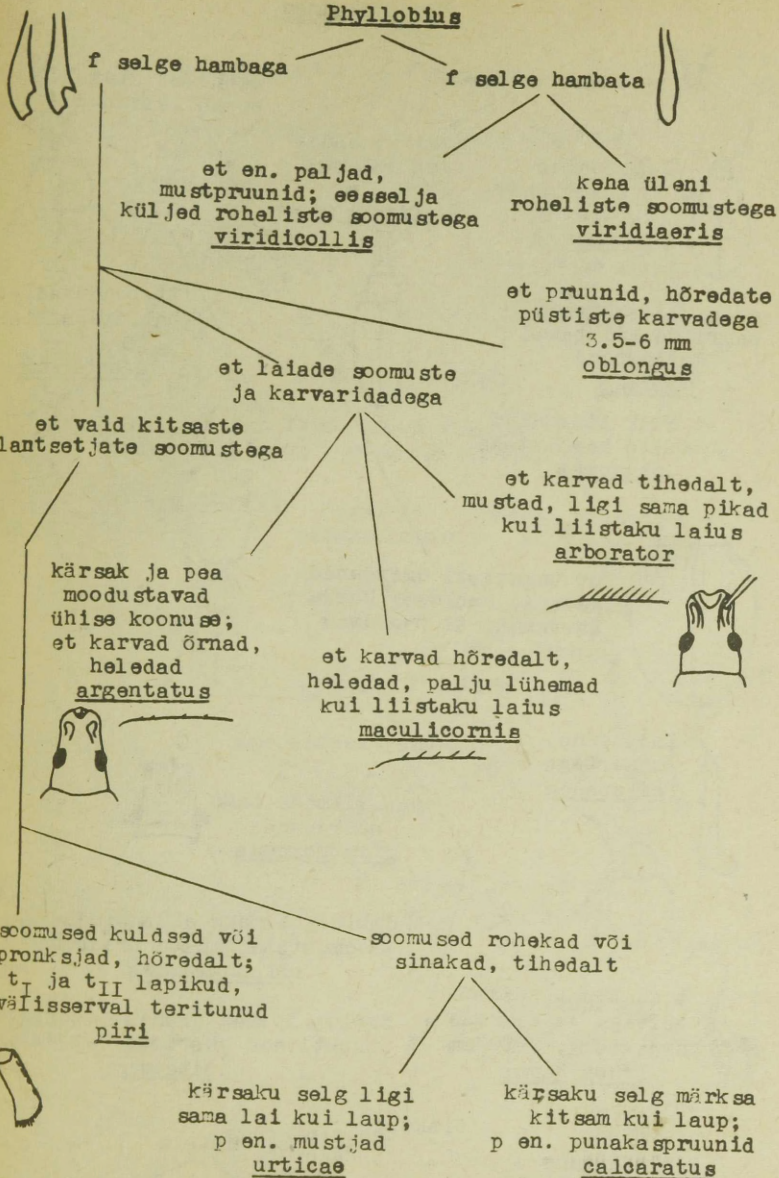 Phyllobius
f selge hambaga
f selge hambata
et en. paljad,
mustpruunid; eesselja
küljed roheliste soomustega
viridicollis
keha üleni
roheliste soomustega
viridiaeris
et pruunid, hõredate
püstiste karvadega
3.5-6 mm
oblongus
et laiade soomuste
ja karvaridadega
et vaid kitsaste
lantsetjate soomustega
et karvad tihedalt,
mustad, ligi sama pikad
kui liistaku laius
arborator
kärsak ja pea
moodustavad
ühise koonuse;
et karvad õrnad,
heledad
argentatus
et karvad hõredalt,
heledad, palju lühemad
kui liistaku laius
maculicornis
soomused kuldsed või
pronksjad, hõredalt;
tI ja tII lapikud,
välisserval teritunud
piri
soomused rohekad või
sinakad, tihedalt
kärsaku selg ligi
sama lai kui laup;
p en. mustjad
urticae
kärsaku selg märksa
kitsam kui laup;
p en. punakaspruunid
calcaratus